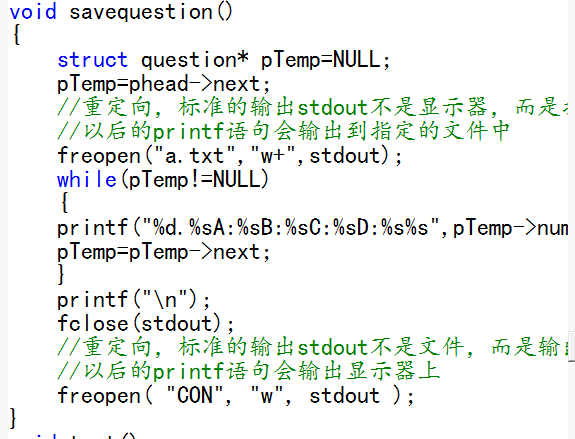 void savequestion()
{
struct question* pTemp=NULL;
pTemp=phead->next;
//重定向，标准的输出stdout不是显示器，而是
//以后的printf语句会输出到指定的文件中
freopen("a.txt","w+",stdout);
while(pTemp!=NULL)
{
printf("%d.%sA:%sB:%sC:%sD:%s%s",pTemp->num
pTemp=pTemp->next;
}
printf("\n");
fclose(stdout);
//重定向，标准的输出stdout不是文件，而是输出
//以后的printf语句会输出显示器上
freopen( "CON", "w", stdout );
}